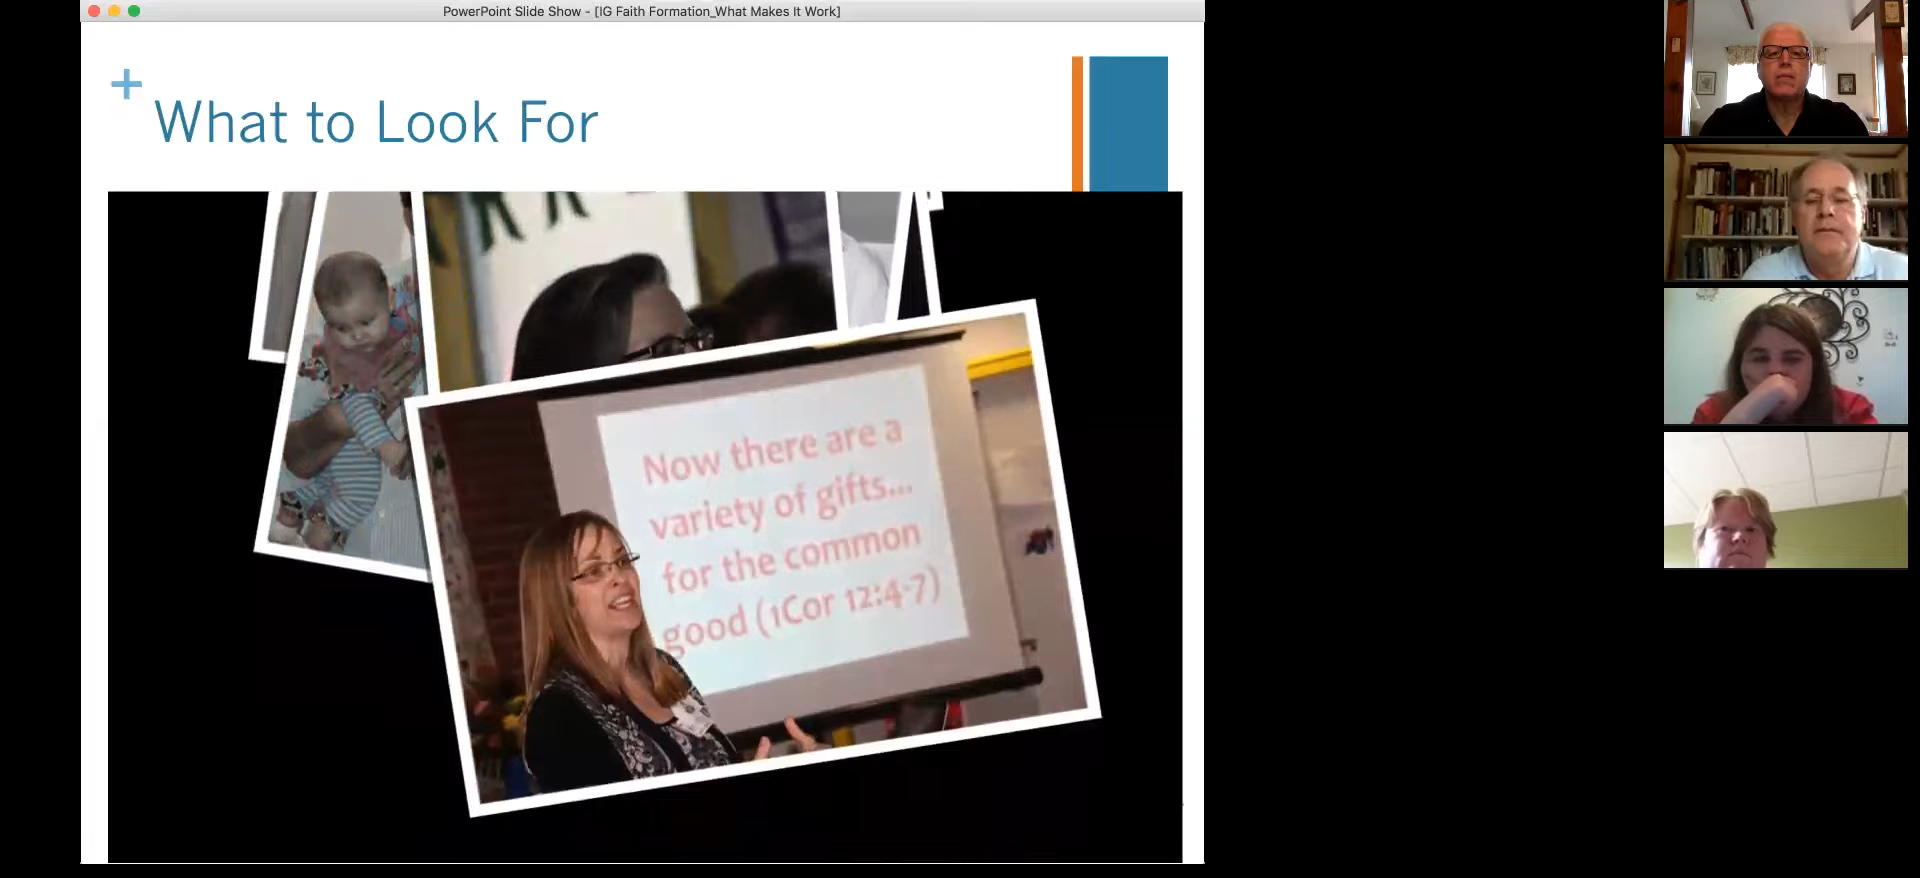 PowerPoint Slide Show - [IG Faith Formation_What Makes It Work]
+
What to Look For
Now there are a
variety of gifts...
for the common
good (1Cor 12:4-7)